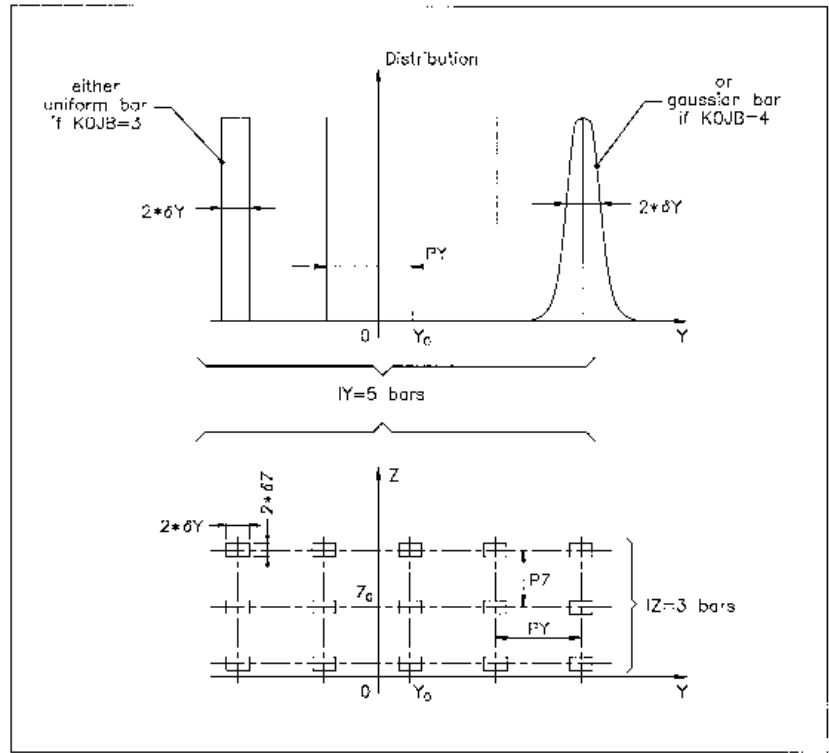 Distribution
either
uniform bar
if KOJB=3
or
gaussian bar
if KOJB=4
2*δY
2*δY
PY
0
Y₀
Y
IY=5 bars
Z
2*δZ
2*δY
Z₀
PZ
IZ=3 bars
PY
0
Y₀
Y